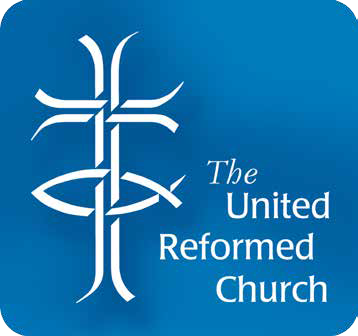 The
United
Reformed
Church